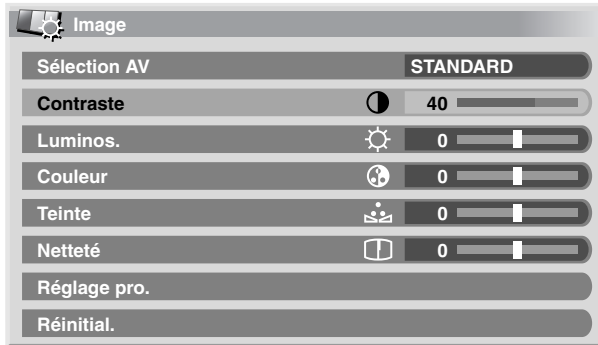 Image
Sélection AV STANDARD
Contraste 40
Luminos. 0
Couleur 0
Teinte 0
Netteté 0
Réglage pro.
Réinitial.